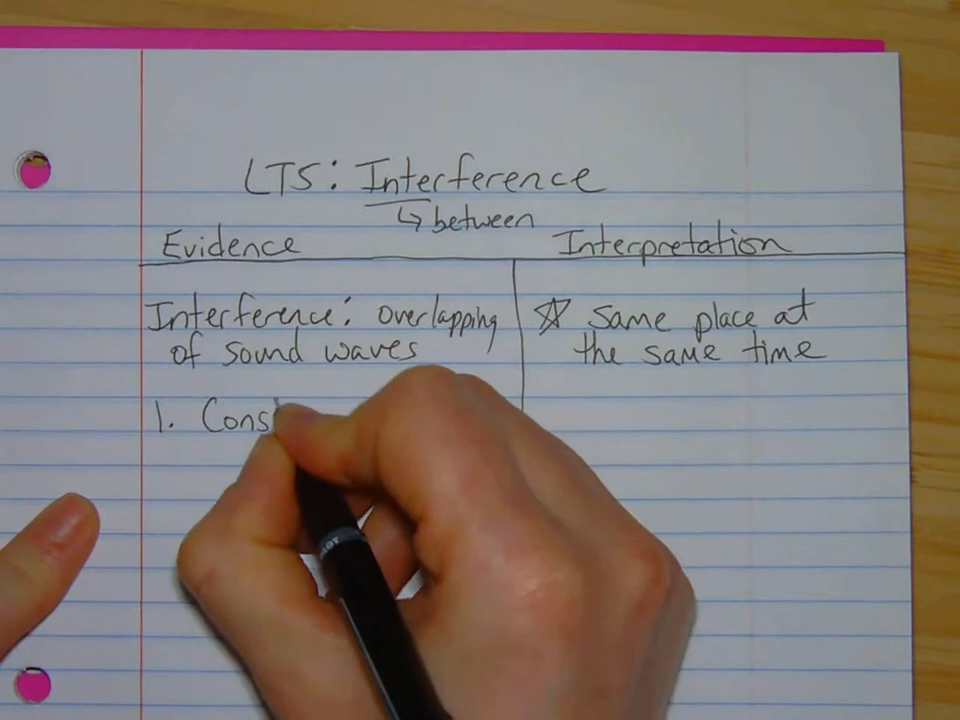 LTS: Interference
↳ between
Evidence
Interpretation
Interference: overlapping
of sound waves
☆ Same place at
the same time
1. Cons